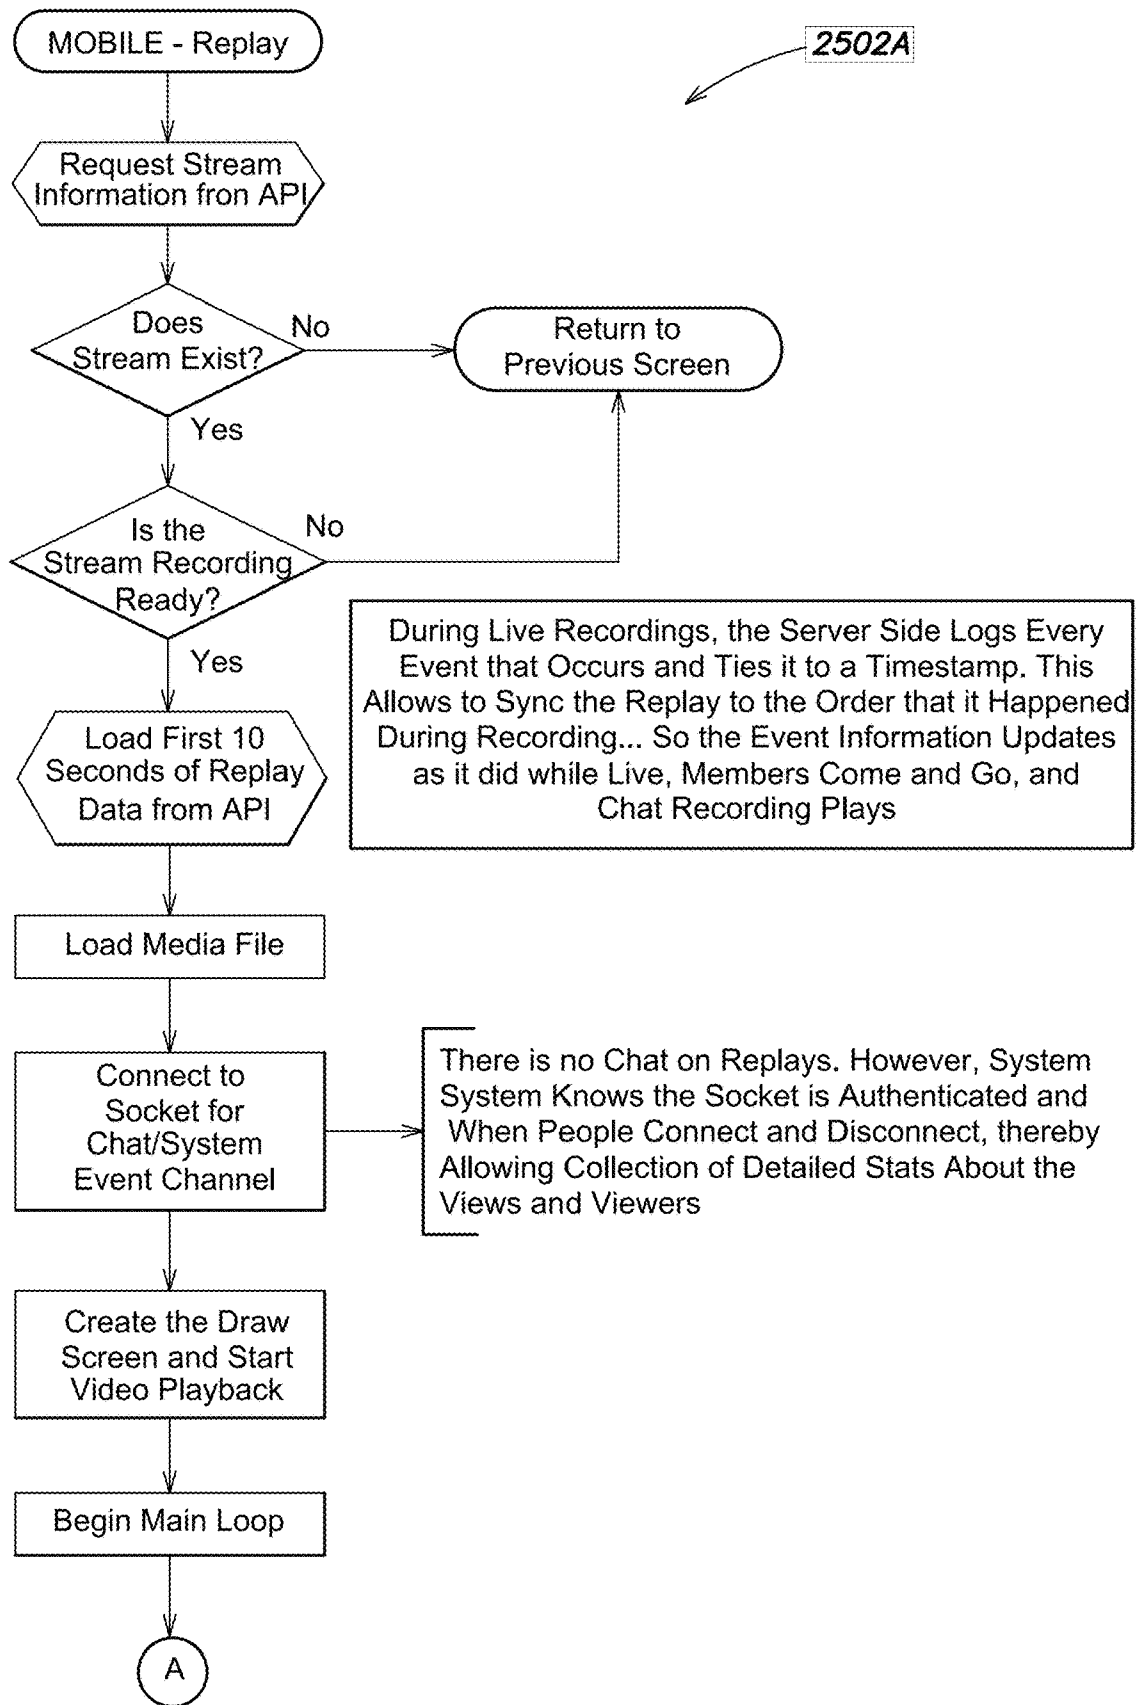 MOBILE - Replay
2502A
Request Stream
Information fron API
Does
Stream Exist?
No
Return to
Previous Screen
Yes
Is the
Stream Recording
Ready?
No
Yes
During Live Recordings, the Server Side Logs Every
Event that Occurs and Ties it to a Timestamp. This
Allows to Sync the Replay to the Order that it Happened
During Recording... So the Event Information Updates
as it did while Live, Members Come and Go, and
Chat Recording Plays
Load First 10
Seconds of Replay
Data from API
Load Media File
Connect to
Socket for
Chat/System
Event Channel
There is no Chat on Replays. However, System
System Knows the Socket is Authenticated and
When People Connect and Disconnect, thereby
Allowing Collection of Detailed Stats About the
Views and Viewers
Create the Draw
Screen and Start
Video Playback
Begin Main Loop
A